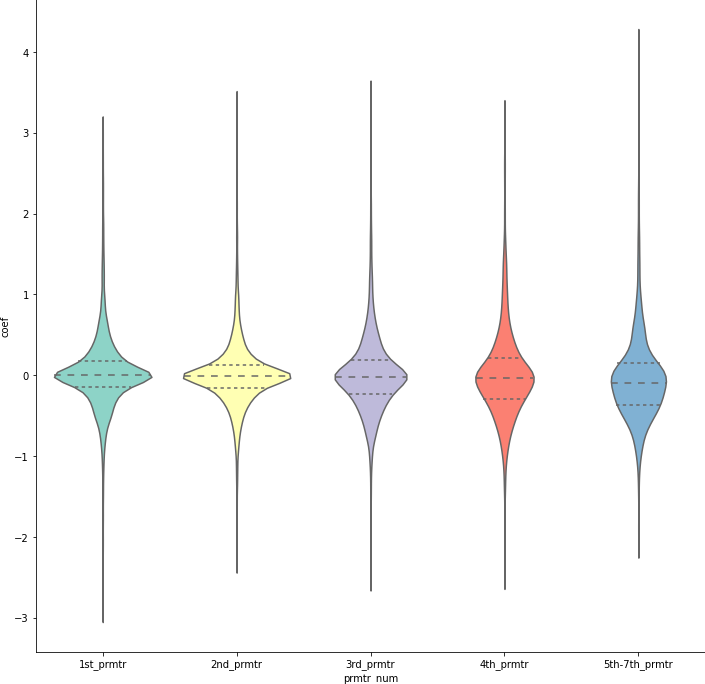 4
3
2
1
0
−1
−2
−3
coef
1st_prmtr
2nd_prmtr
3rd_prmtr
4th_prmtr
5th-7th_prmtr
prmtr_num